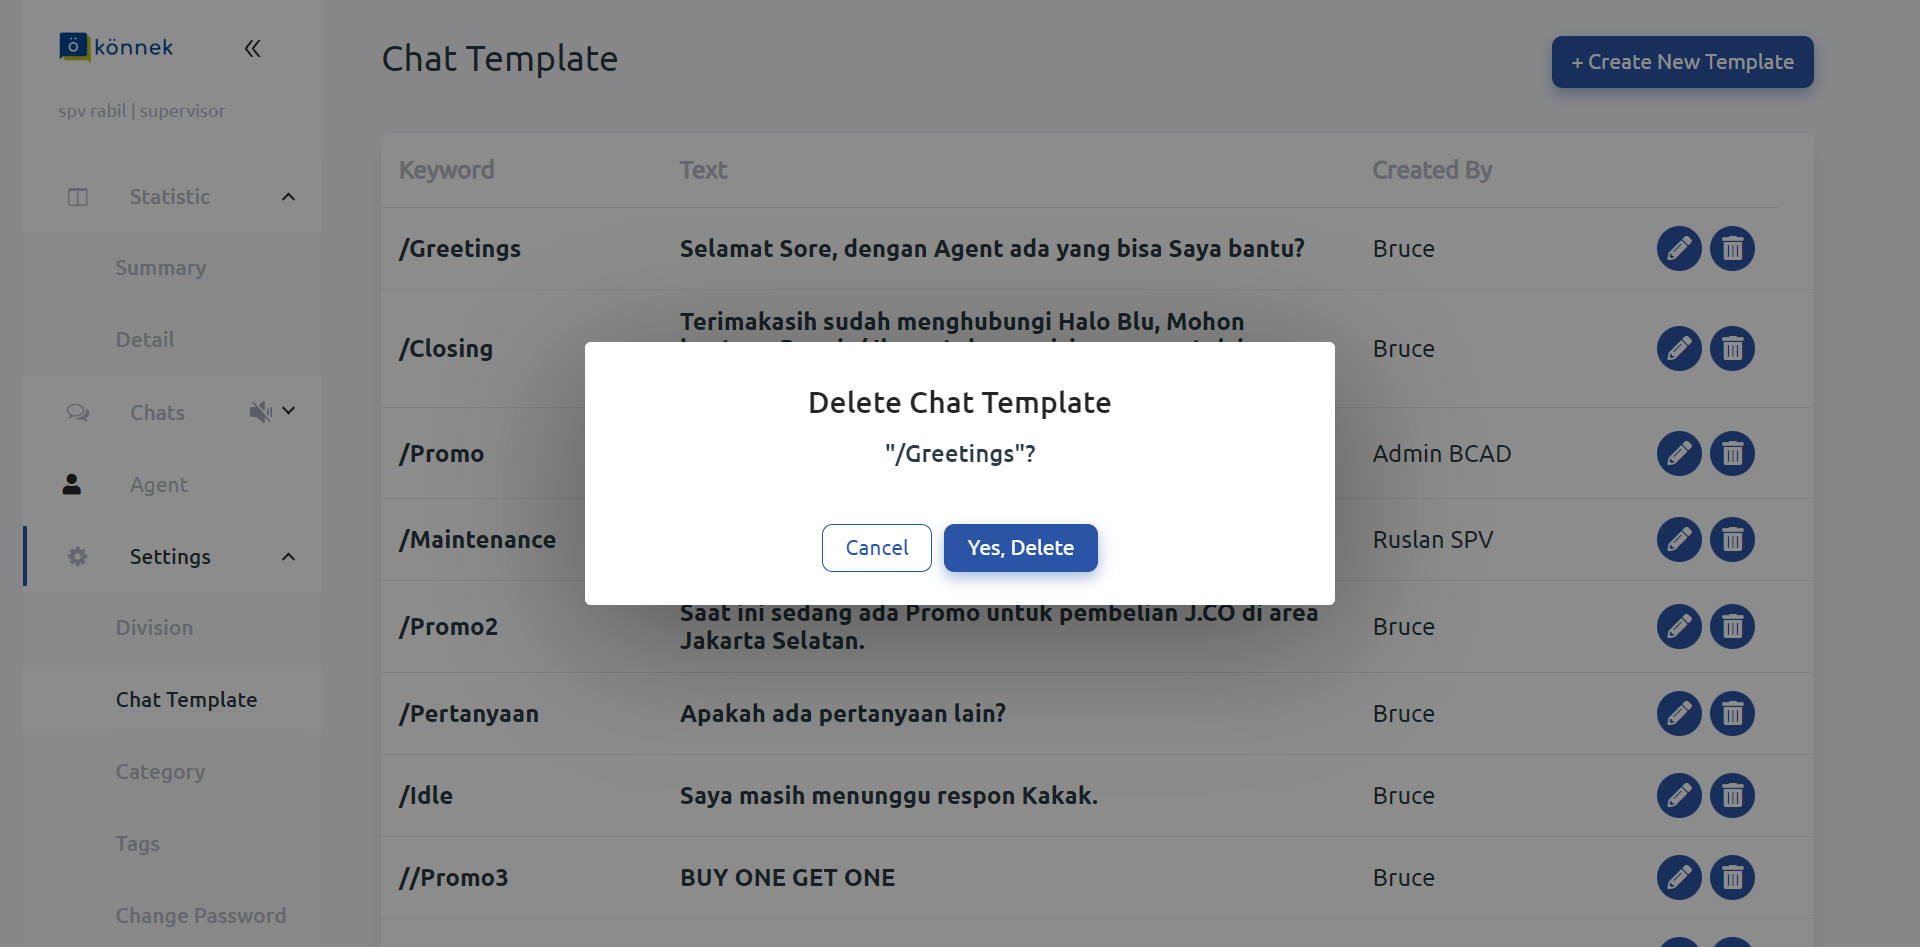 könnek
spv rabil | supervisor
Statistic
Summary
Detail
Chats
Agent
Settings
Division
Chat Template
Category
Tags
Change Password
Chat Template
+ Create New Template
Keyword Text Created By
/Greetings Selamat Sore, dengan Agent ada yang bisa Saya bantu? Bruce
Terimakasih sudah menghubungi Halo Blu, Mohon
/Closing Bruce
/Promo Admin BCAD
/Maintenance Ruslan SPV
Saat ini sedang ada Promo untuk pembelian J.CO di area
/Promo2 Bruce
Jakarta Selatan.
/Pertanyaan Apakah ada pertanyaan lain? Bruce
/Idle Saya masih menunggu respon Kakak. Bruce
//Promo3 BUY ONE GET ONE Bruce
Delete Chat Template
"/Greetings"?
Cancel Yes, Delete